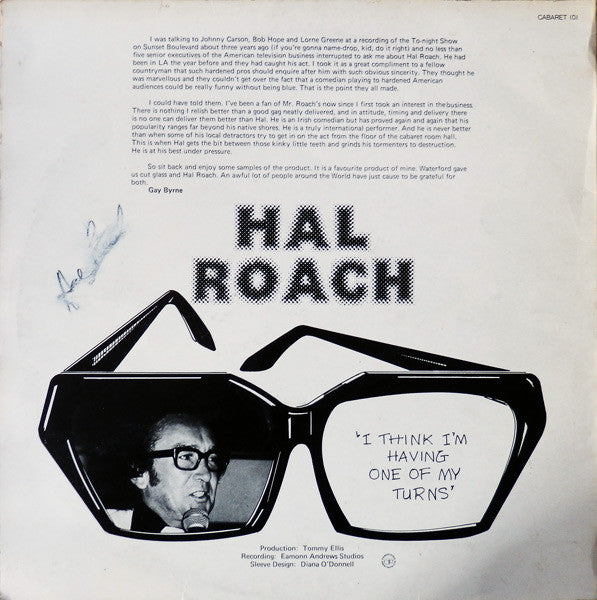 CABARET 101
I was talking to Johnny Carson, Bob Hope and Lorne Greene at a recording of the To-night Show
on Sunset Boulevard about three years ago (if you're gonna name-drop, kid, do it right) and no less than
five senior executives of the American television business interrupted to ask me about Hal Roach. He had
been in LA the year before and they had caught his act. I took it as a great compliment to a fellow
countryman that such hardened pros should enquire after him with such obvious sincerity. They thought he
was marvellous and they couldn't get over the fact that a comedian playing to hardened American
audiences could be really funny without being blue. That is the point they all made.
I could have told them. I've been a fan of Mr. Roach's now since I first took an interest in the business.
There is nothing I relish better than a good gag neatly delivered, and in attitude, timing and delivery there
is no one can deliver them better than Hal. He is an Irish comedian but has proved again and again that his
popularity ranges far beyond his native shores. He is a truly international performer. And he is never better
than when some of his local detractors try to get in on the act from the floor of the cabaret room hall.
This is when Hal gets the bit between those kinky little teeth and grinds his tormenters to destruction.
He is at his best under pressure.
So sit back and enjoy some samples of the product. It is a favourite product of mine. Waterford gave
us cut glass and Hal Roach. An awful lot of people around the World have just cause to be grateful for
both.
Gay Byrne
HAL
ROACH
'I THINK I'M
HAVING
ONE OF MY
TURNS'
Production: Tommy Ellis
Recording: Eamonn Andrews Studios
Sleeve Design: Diana O'Donnell